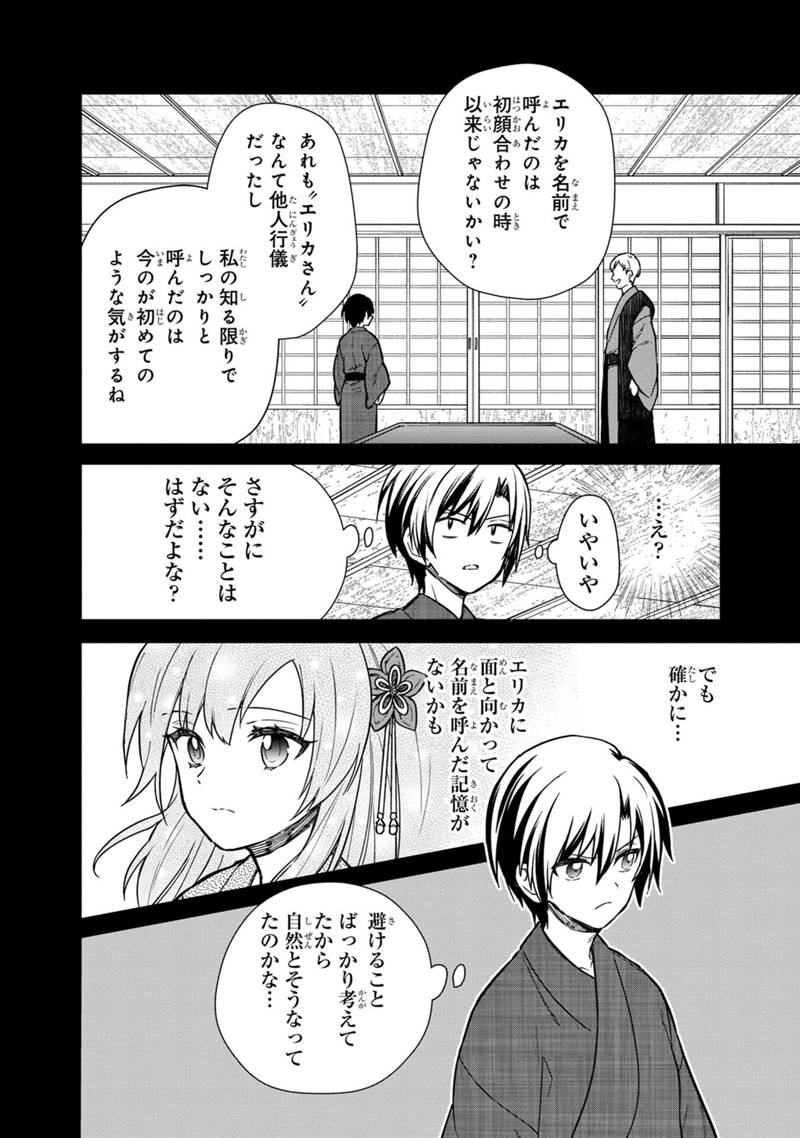 エリカを名前で
呼んだのは
初顔合わせの時
以来じゃないかい?
あれも"エリカさん"
なんて他人行儀
だったし
私の知る限りで
しっかりと
呼んだのは
今のが初めての
ような気がするね
…え?
いやいや
さすがに
そんなことは
ない……
はずだよな?
でも
確かに…
エリカに
面と向かって
名前を呼んだ記憶が
ないかも
避けること
ばっかり考えて
たから
自然とそうなって
たのかな…